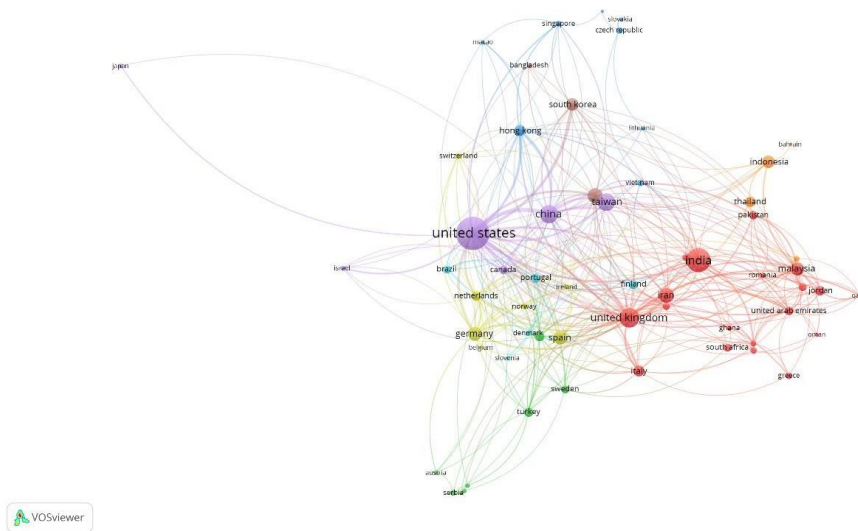 slovakia
singapore
czech republic
macao
japan
bangladesh
south korea
hong kong
lithuania
bahrain
switzerland
indonesia
vietnam
taiwan
thailand
china
pakistan
united states
india
israel
brazil
canada
malaysia
portugal
romania
finland
ireland
jordan
netherlands
iran
norway
united arab emirates
united kingdom
ghana
germany
denmark
spain
oman
belgium
south africa
slovenia
italy
greece
sweden
turkey
austria
serbia
VOSviewer